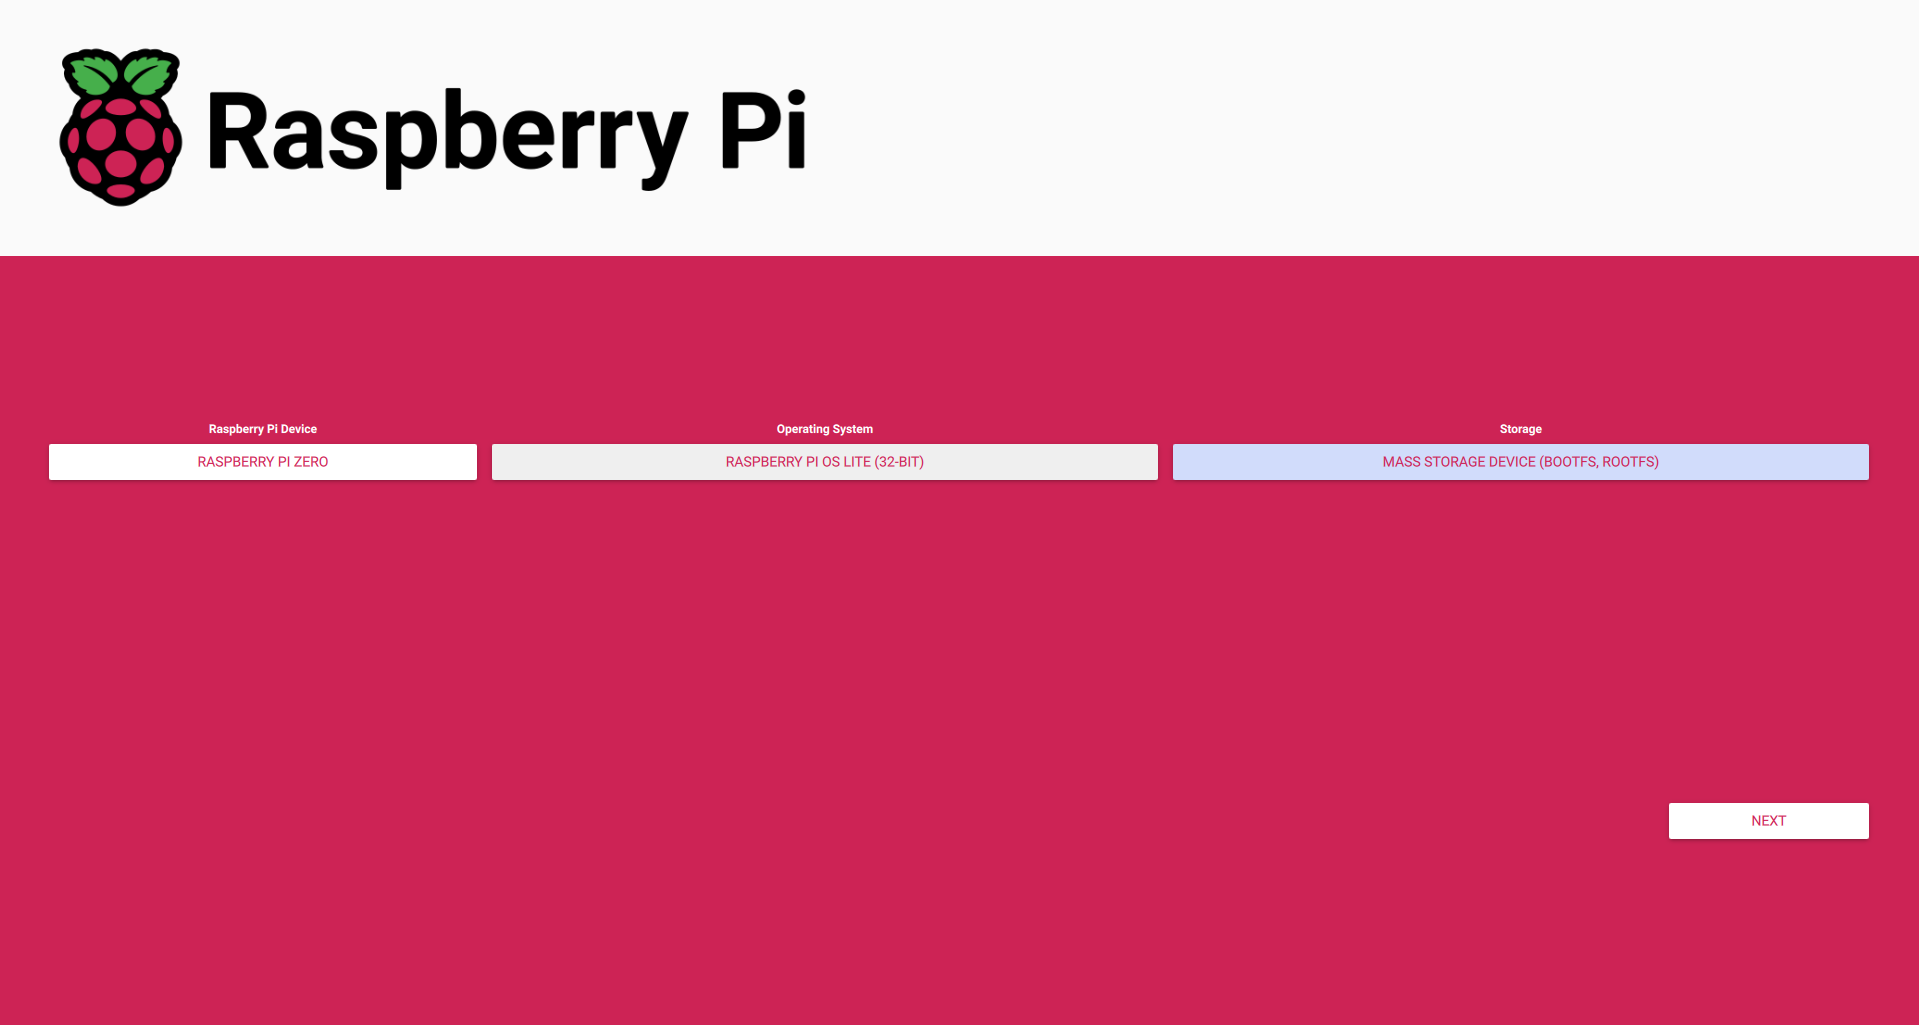 Raspberry Pi
Raspberry Pi Device
Operating System
Storage
RASPBERRY PI ZERO
RASPBERRY PI OS LITE (32-BIT)
MASS STORAGE DEVICE (BOOTFS, ROOTFS)
NEXT